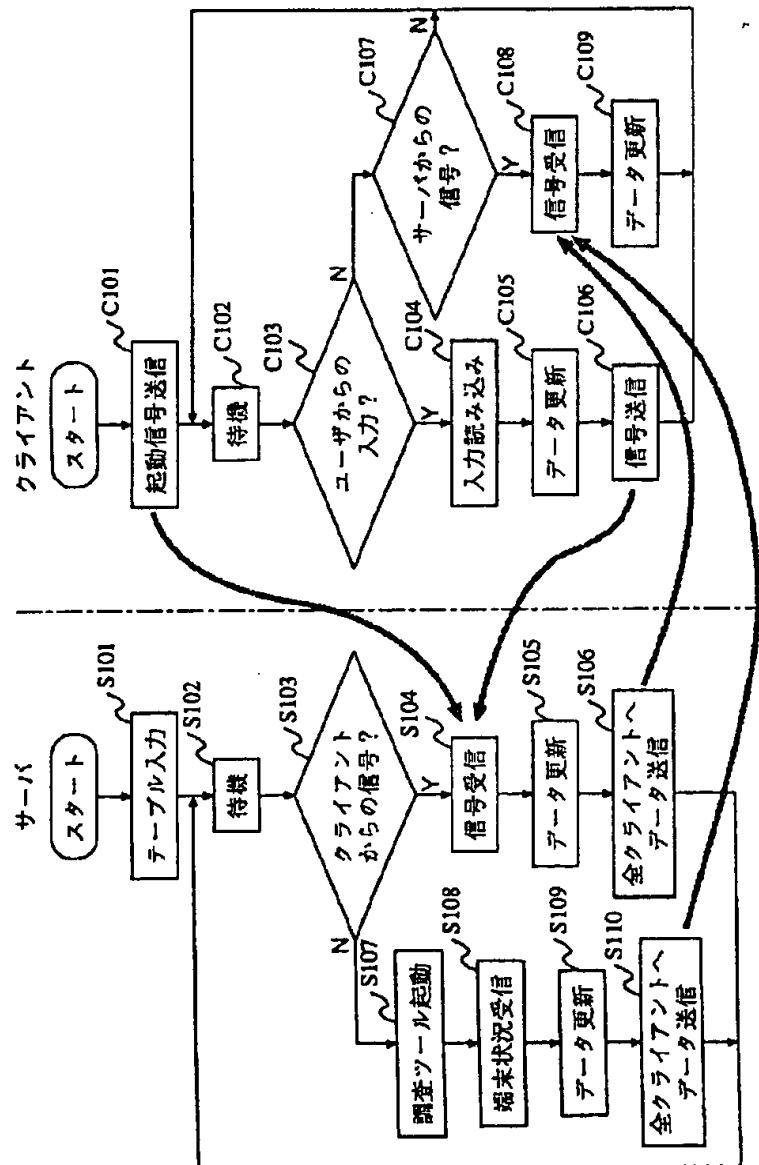 サーバ
スタート
S101
テーブル入力
S102
待機
S103
クライアント
からの信号?
N
Y
S104
信号受信
S105
データ更新
S106
全クライアントへ
データ送信
S107
調査ツール起動
S108
端末状況受信
S109
データ更新
S110
全クライアントへ
データ送信
クライアント
スタート
C101
起動信号送信
C102
待機
C103
ユーザからの
入力?
N
Y
C104
入力読み込み
C105
データ更新
C106
信号送信
C107
サーバからの
信号?
N
Y
C108
信号受信
C109
データ更新